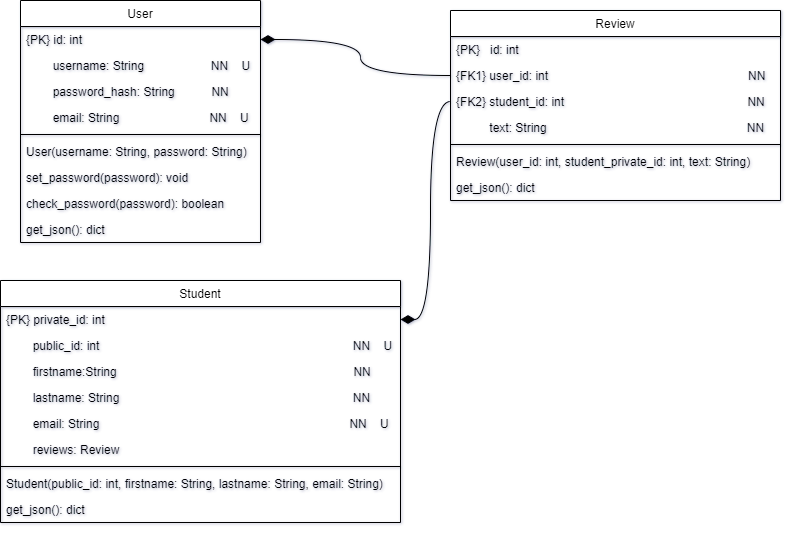 User
{PK} id: int
username: String NN U
password_hash: String NN
email: String NN U
User(username: String, password: String)
set_password(password): void
check_password(password): boolean
get_json(): dict
Review
{PK} id: int
{FK1} user_id: int NN
{FK2} student_id: int NN
text: String NN
Review(user_id: int, student_private_id: int, text: String)
get_json(): dict
Student
{PK} private_id: int
public_id: int NN U
firstname:String NN
lastname: String NN
email: String NN U
reviews: Review
Student(public_id: int, firstname: String, lastname: String, email: String)
get_json(): dict